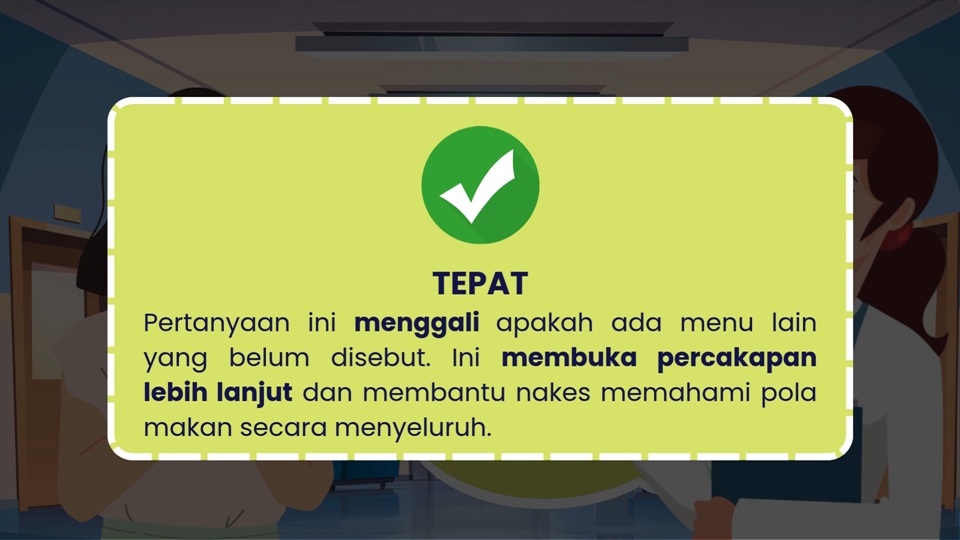 TEPAT
Pertanyaan ini menggali apakah ada menu lain
yang belum disebut. Ini membuka percakapan
lebih lanjut dan membantu nakes memahami pola
makan secara menyeluruh.